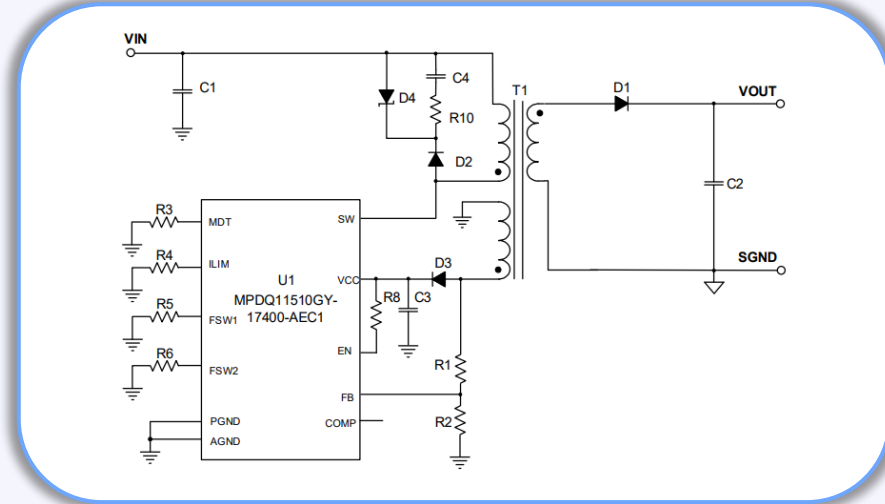 VIN
C1
D4
C4
R10
D2
T1
D1
VOUT
C2
SGND
R3
MDT
SW
R4
ILIM
U1
MPDQ11510GY-
17400-AEC1
VCC
D3
R8
C3
R5
FSW1
EN
R6
FSW2
R1
FB
R2
PGND
COMP
AGND